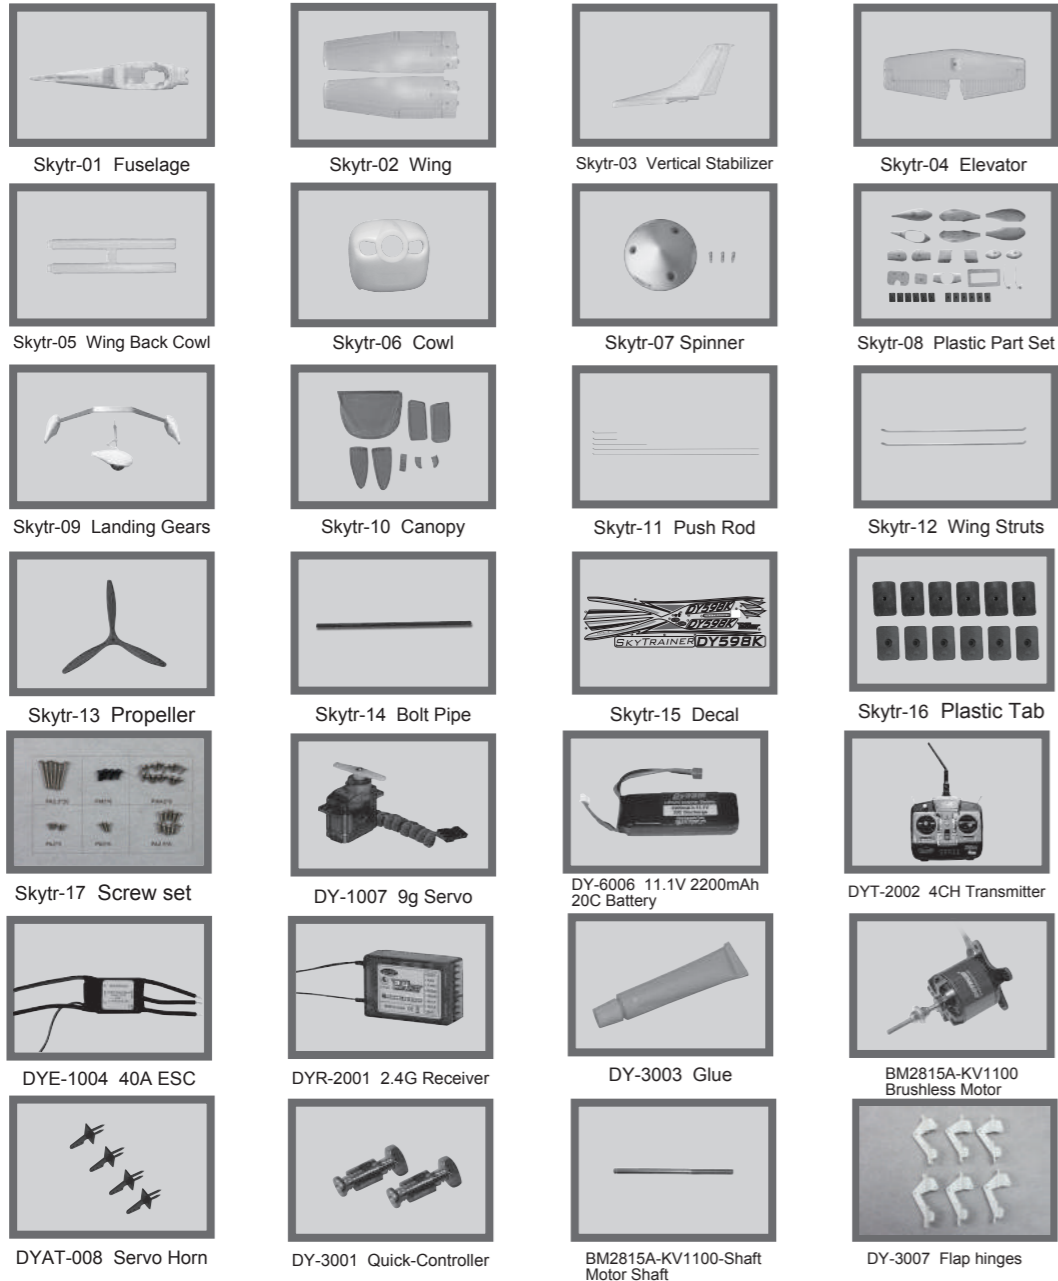 Skytr-01 Fuselage
Skytr-02 Wing
Skytr-03 Vertical Stabilizer
Skytr-04 Elevator
Skytr-05 Wing Back Cowl
Skytr-06 Cowl
Skytr-07 Spinner
Skytr-08 Plastic Part Set
Skytr-09 Landing Gears
Skytr-10 Canopy
Skytr-11 Push Rod
Skytr-12 Wing Struts
DY598K
DY598K
SKYTRAINER DY598K
Skytr-13 Propeller
Skytr-14 Bolt Pipe
Skytr-15 Decal
Skytr-16 Plastic Tab
Skytr-17 Screw set
DY-1007 9g Servo
DY-6006 11.1V 2200mAh
20C Battery
DYT-2002 4CH Transmitter
DYE-1004 40A ESC
DYR-2001 2.4G Receiver
DY-3003 Glue
BM2815A-KV1100
Brushless Motor
DYAT-008 Servo Horn
DY-3001 Quick-Controller
BM2815A-KV1100-Shaft
Motor Shaft
DY-3007 Flap hinges